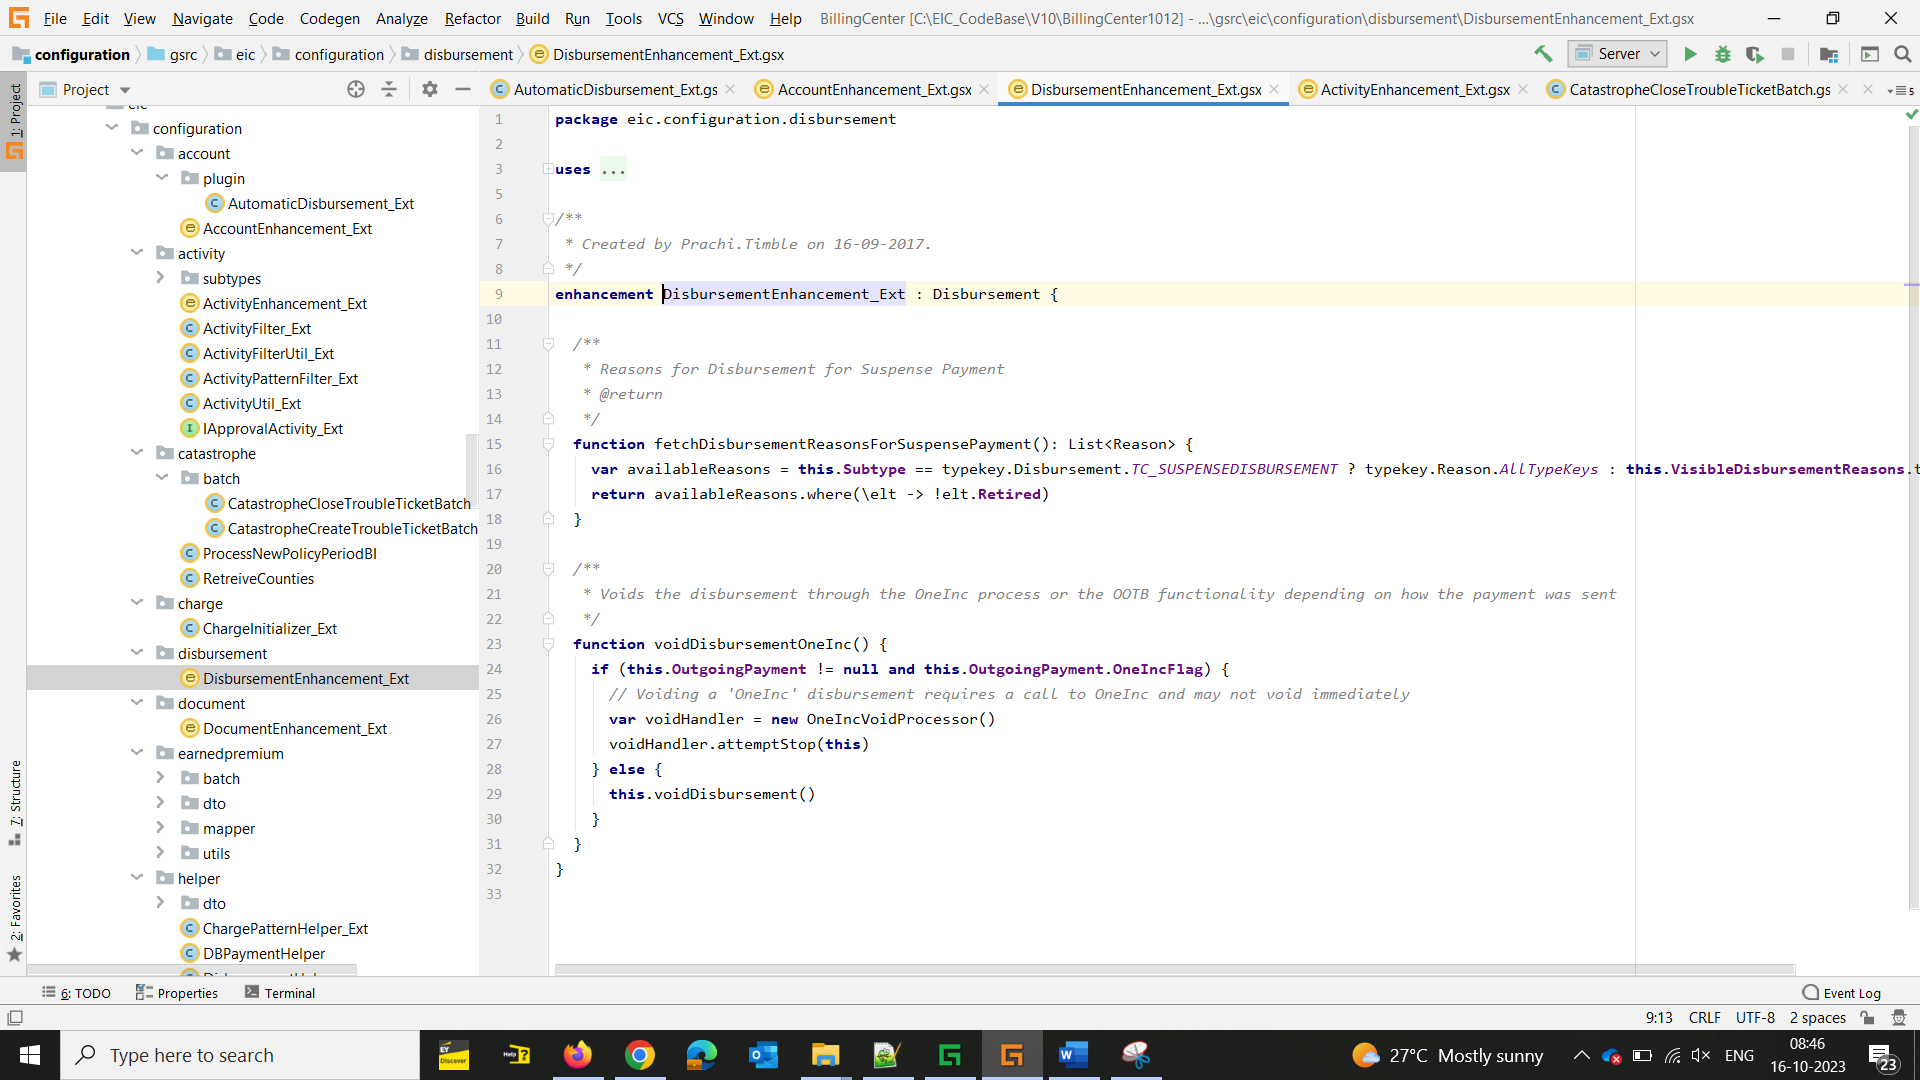 File Edit View Navigate Code Codegen Analyze Refactor Build Run Tools VCS Window Help BillingCenter [C:\EIC_CodeBase\V10\BillingCenter1012] - ...\gsrc\eic\configuration\disbursement\DisbursementEnhancement_Ext.gsx
configuration gsrc eic configuration disbursement DisbursementEnhancement_Ext.gsx Server
Project
AutomaticDisbursement_Ext.gs AccountEnhancement_Ext.gsx DisbursementEnhancement_Ext.gsx ActivityEnhancement_Ext.gsx CatastropheCloseTroubleTicketBatch.gs 5
1: Project
7: Structure
2: Favorites
eic
configuration
account
plugin
AutomaticDisbursement_Ext
AccountEnhancement_Ext
activity
subtypes
ActivityEnhancement_Ext
ActivityFilter_Ext
ActivityFilterUtil_Ext
ActivityPatternFilter_Ext
ActivityUtil_Ext
IApprovalActivity_Ext
catastrophe
batch
CatastropheCloseTroubleTicketBatch
CatastropheCreateTroubleTicketBatch
ProcessNewPolicyPeriodBI
RetreiveCounties
charge
ChargeInitializer_Ext
disbursement
DisbursementEnhancement_Ext
document
DocumentEnhancement_Ext
earnedpremium
batch
dto
mapper
utils
helper
dto
ChargePatternHelper_Ext
DBPaymentHelper
1 package eic.configuration.disbursement
2
3 uses ...
5
6 /**
7 * Created by Prachi.Timble on 16-09-2017.
8 */
9 enhancement DisbursementEnhancement_Ext : Disbursement {
10
11 /**
12 * Reasons for Disbursement for Suspense Payment
13 * @return
14 */
15 function fetchDisbursementReasonsForSuspensePayment(): List<Reason> {
16 var availableReasons = this.Subtype == typekey.Disbursement.TC_SUSPENSEDISBURSEMENT ? typekey.Reason.AllTypeKeys : this.VisibleDisbursementReasons.t
17 return availableReasons.where(\elt -> !elt.Retired)
18 }
19
20 /**
21 * Voids the disbursement through the OneInc process or the OOTB functionality depending on how the payment was sent
22 */
23 function voidDisbursementOneInc() {
24 if (this.OutgoingPayment != null and this.OutgoingPayment.OneIncFlag) {
25 // Voiding a 'OneInc' disbursement requires a call to OneInc and may not void immediately
26 var voidHandler = new OneIncVoidProcessor()
27 voidHandler.attemptStop(this)
28 } else {
29 this.voidDisbursement()
30 }
31 }
32 }
33
6: TODO Properties Terminal Event Log
9:13 CRLF UTF-8 2 spaces
Type here to search
EY Discover
Help ?
27°C Mostly sunny
ENG
08:46
16-10-2023
23